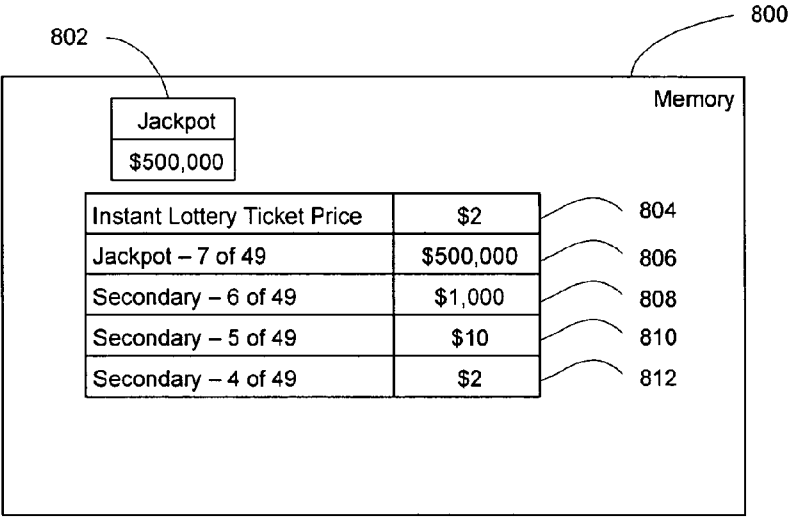 800
802
Memory
Jackpot
$500,000
Instant Lottery Ticket Price $2 804
Jackpot – 7 of 49 $500,000 806
Secondary – 6 of 49 $1,000 808
Secondary – 5 of 49 $10 810
Secondary – 4 of 49 $2 812